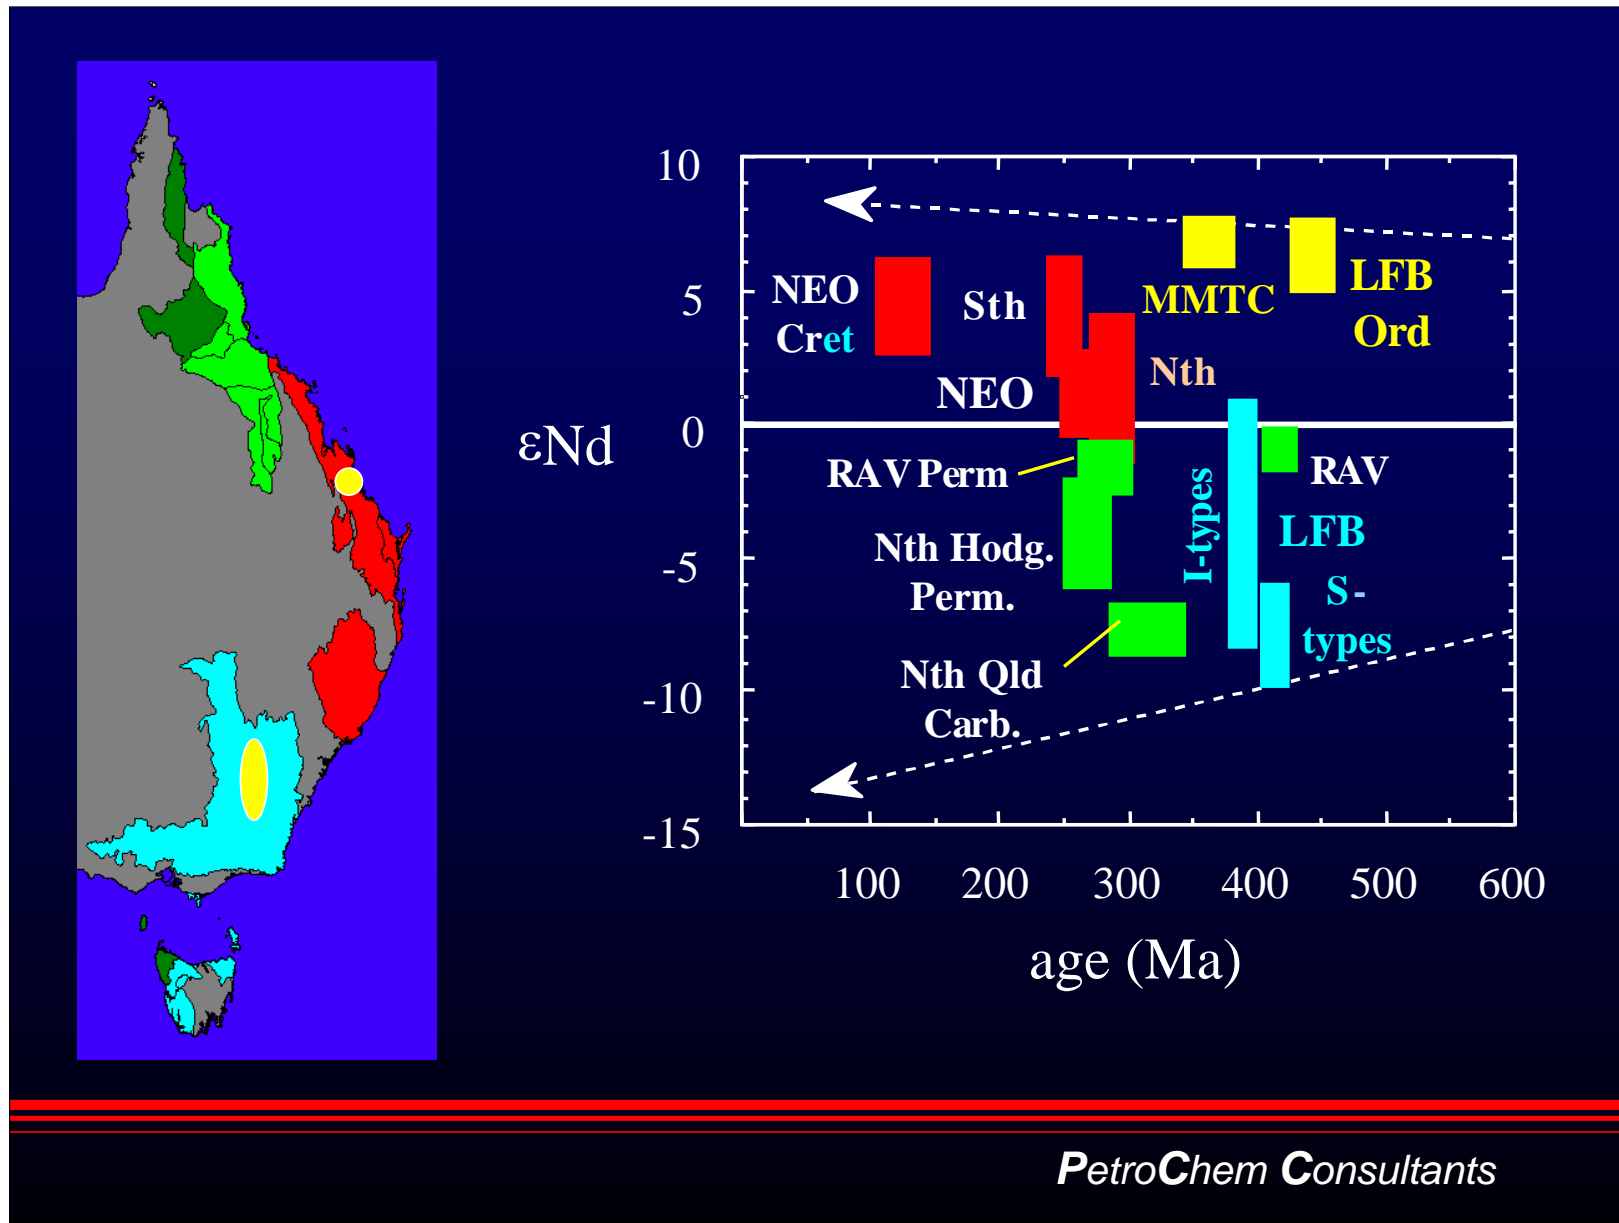 10
5
0
-5
-10
-15
εNd
NEO
Cret
Sth
NEO
Nth
MMTC
LFB
Ord
RAV Perm
Nth Hodg.
Perm.
Nth Qld
Carb.
I-types
RAV
LFB
S-
types
100 200 300 400 500 600
age (Ma)
PetroChem Consultants